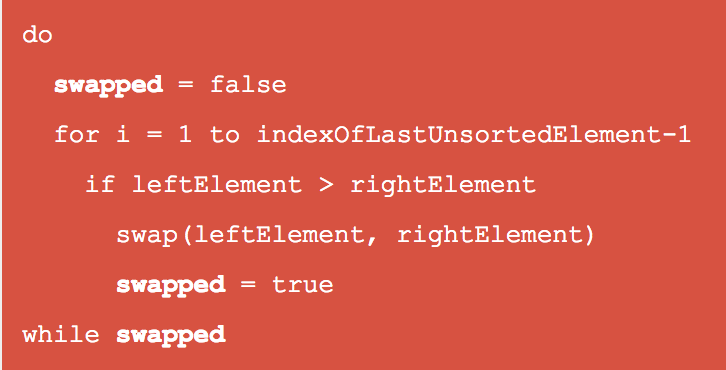 do
swapped = false
for i = 1 to indexOfLastUnsortedElement-1
if leftElement > rightElement
swap(leftElement, rightElement)
swapped = true
while swapped